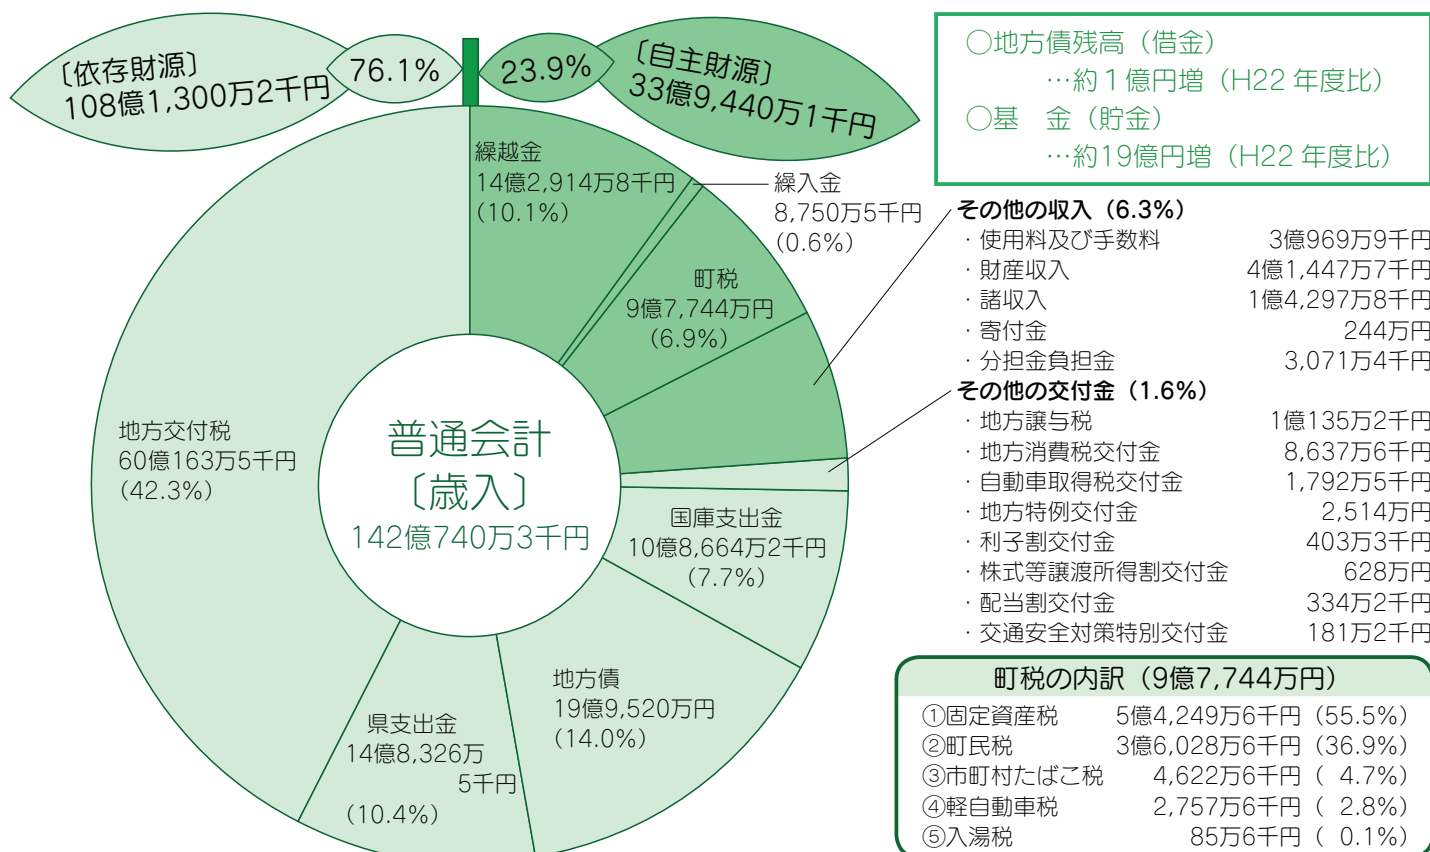 〔依存財源〕
108億1,300万2千円
76.1%
23.9%
〔自主財源〕
33億9,440万1千円
○地方債残高（借金）
…約１億円増（H22 年度比）
○基　金（貯金）
…約19億円増（H22 年度比）
繰越金
14億2,914万8千円
(10.1%)
繰入金
8,750万5千円
(0.6%)
町税
9億7,744万円
(6.9%)
その他の収入（6.3%）
・使用料及び手数料 3億969万9千円
・財産収入 4億1,447万7千円
・諸収入 1億4,297万8千円
・寄付金 244万円
・分担金負担金 3,071万4千円
その他の交付金（1.6%）
・地方譲与税 1億135万2千円
・地方消費税交付金 8,637万6千円
・自動車取得税交付金 1,792万5千円
・地方特例交付金 2,514万円
・利子割交付金 403万3千円
・株式等譲渡所得割交付金 628万円
・配当割交付金 334万2千円
・交通安全対策特別交付金 181万2千円
地方交付税
60億163万5千円
(42.3%)
普通会計
〔歳入〕
142億740万3千円
国庫支出金
10億8,664万2千円
(7.7%)
地方債
19億9,520万円
(14.0%)
県支出金
14億8,326万
5千円
(10.4%)
町税の内訳（9億7,744万円）
①固定資産税 5億4,249万6千円（55.5%）
②町民税 3億6,028万6千円（36.9%）
③市町村たばこ税 4,622万6千円（ 4.7%）
④軽自動車税 2,757万6千円（ 2.8%）
⑤入湯税 85万6千円（ 0.1%）